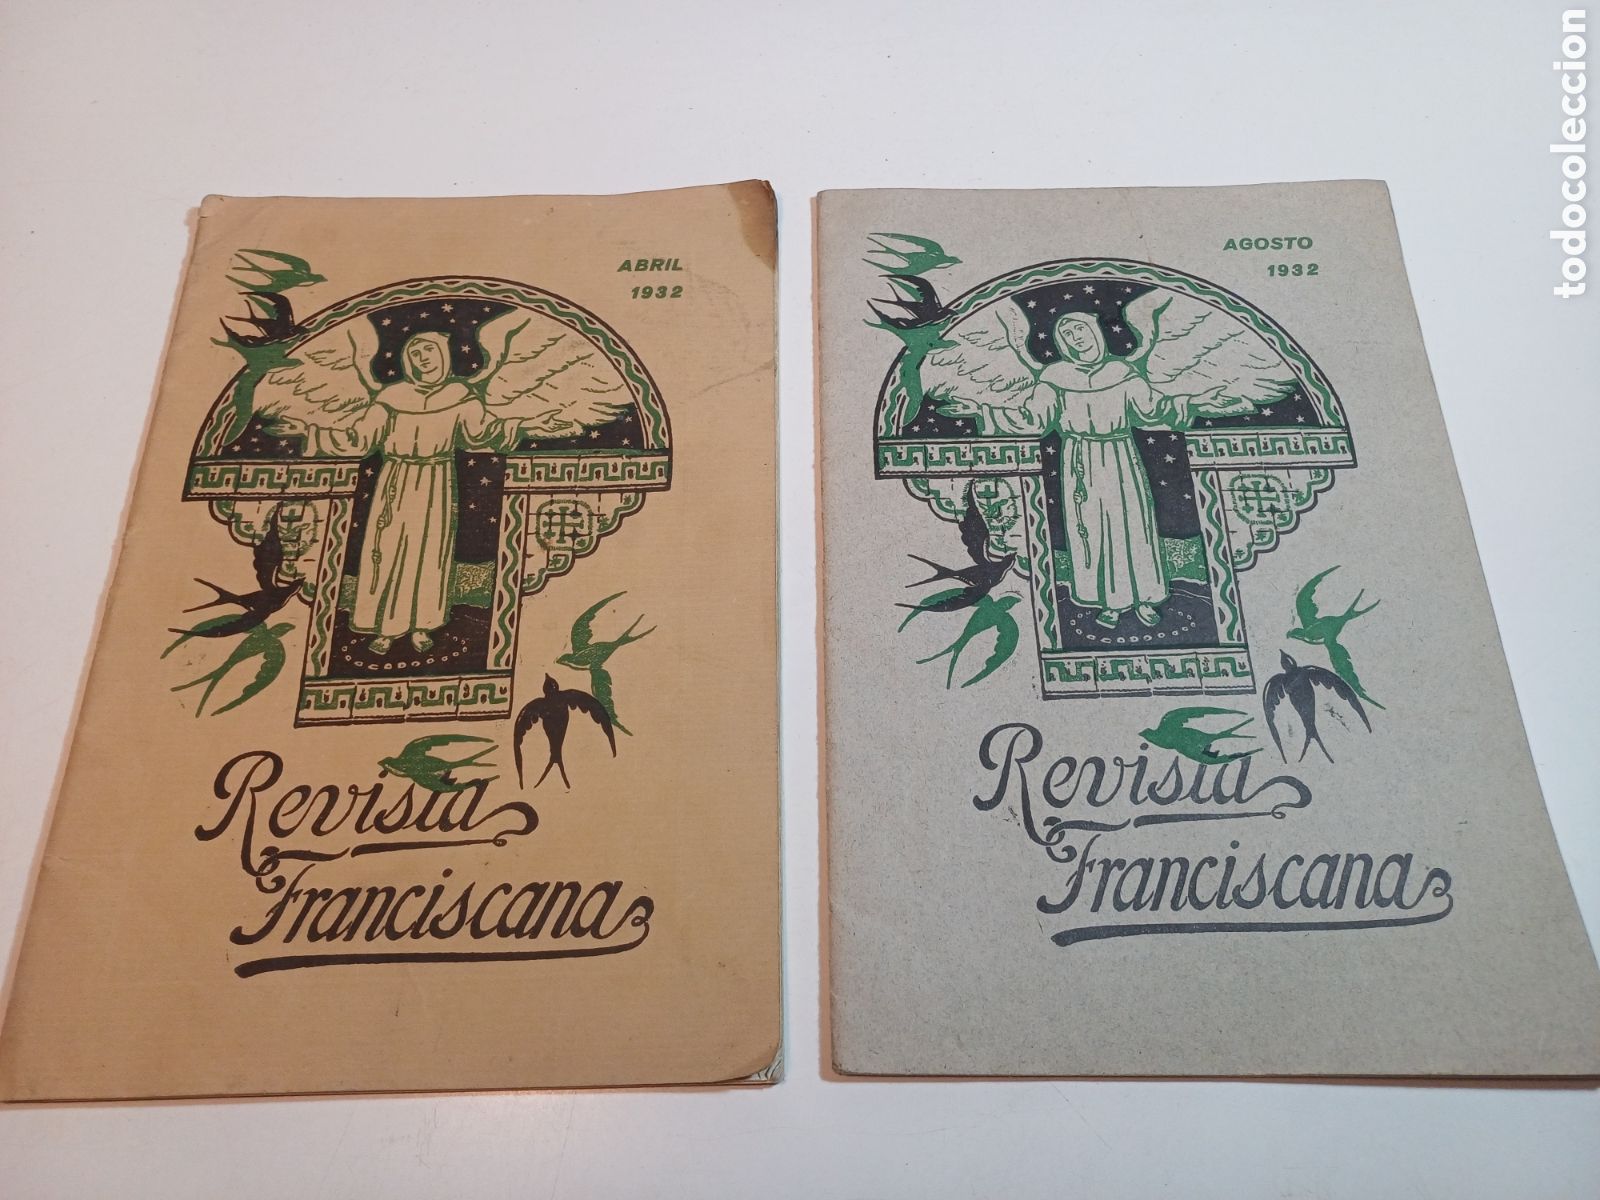 ABRIL
1932
Revista
Franciscana
AGOSTO
1932
Revista
Franciscana
todocoleccion